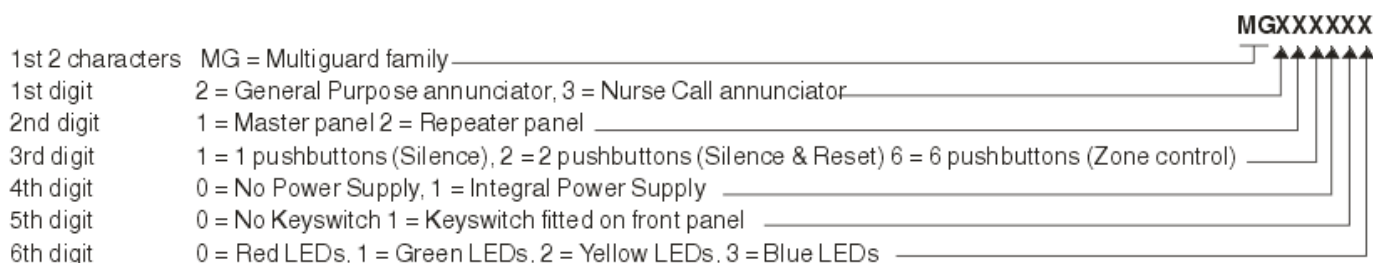 MGXXXXXX
1st 2 characters MG = Multiguard family
1st digit 2 = General Purpose annunciator, 3 = Nurse Call annunciator
2nd digit 1 = Master panel 2 = Repeater panel
3rd digit 1 = 1 pushbuttons (Silence), 2 =2 pushbuttons (Silence & Reset) 6 = 6 pushbuttons (Zone control)
4th digit 0 = No Power Supply, 1 = Integral Power Supply
5th digit 0 = No Keyswitch 1 = Keyswitch fitted on front panel
6th digit 0 = Red LEDs, 1 = Green LEDs, 2 = Yellow LEDs, 3 = Blue LEDs